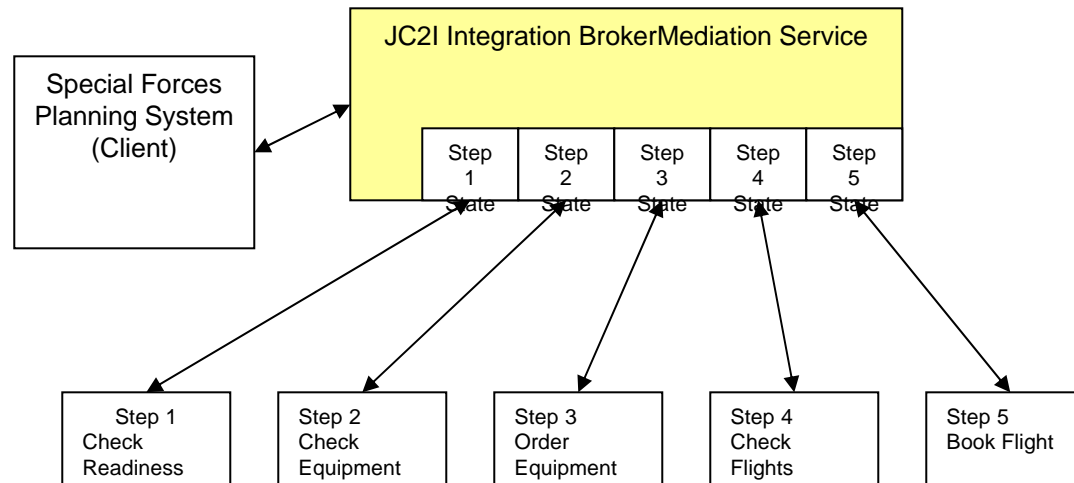 JC2I Integration BrokerMediation Service
Special Forces
Planning System
(Client)
Step
1
State
Step
2
State
Step
3
State
Step
4
State
Step
5
State
Step 1
Check
Readiness
Step 2
Check
Equipment
Step 3
Order
Equipment
Step 4
Check
Flights
Step 5
Book Flight